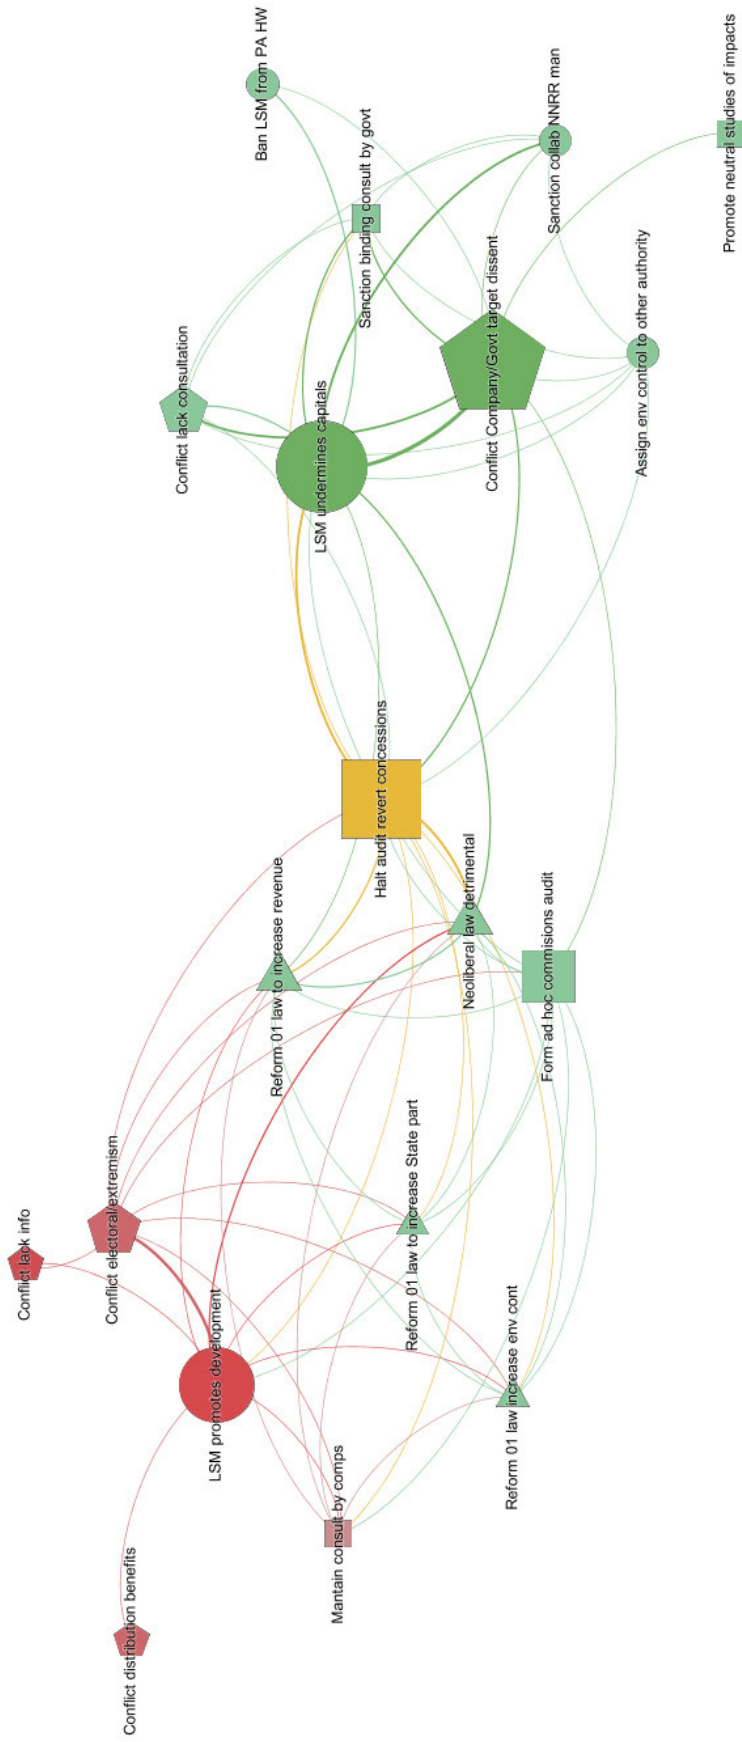 Ban LSM from PA HW
Promote neutral studies of impacts
Sanction collab NNRR man
Sanction binding consult by govt
Conflict lack consultation
Conflict Company/Govt target dissent
Assign env control to other authority
LSM undermines capitals
Halt audit revert concessions
Reform 01 law to increase revenue
Neoliberal law detrimental
Form ad hoc commisions audit
Conflict lack info
Conflict electoral/extremism
Reform 01 law to increase State part
LSM promotes development
Reform 01 law increase env cont
Mantain consult by comps
Conflict distribution benefits